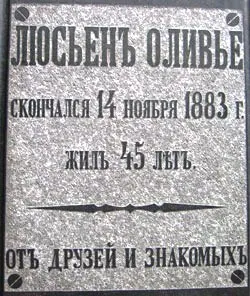 ЛЮСЬЕНЪ ОЛИВЬЕ
СКОНЧАЛСЯ 14 НОЯБРЯ 1883 Г.
ЖИЛЪ 45 ЛѢТЪ.
ОТЪ ДРУЗЕЙ И ЗНАКОМЫХЪ